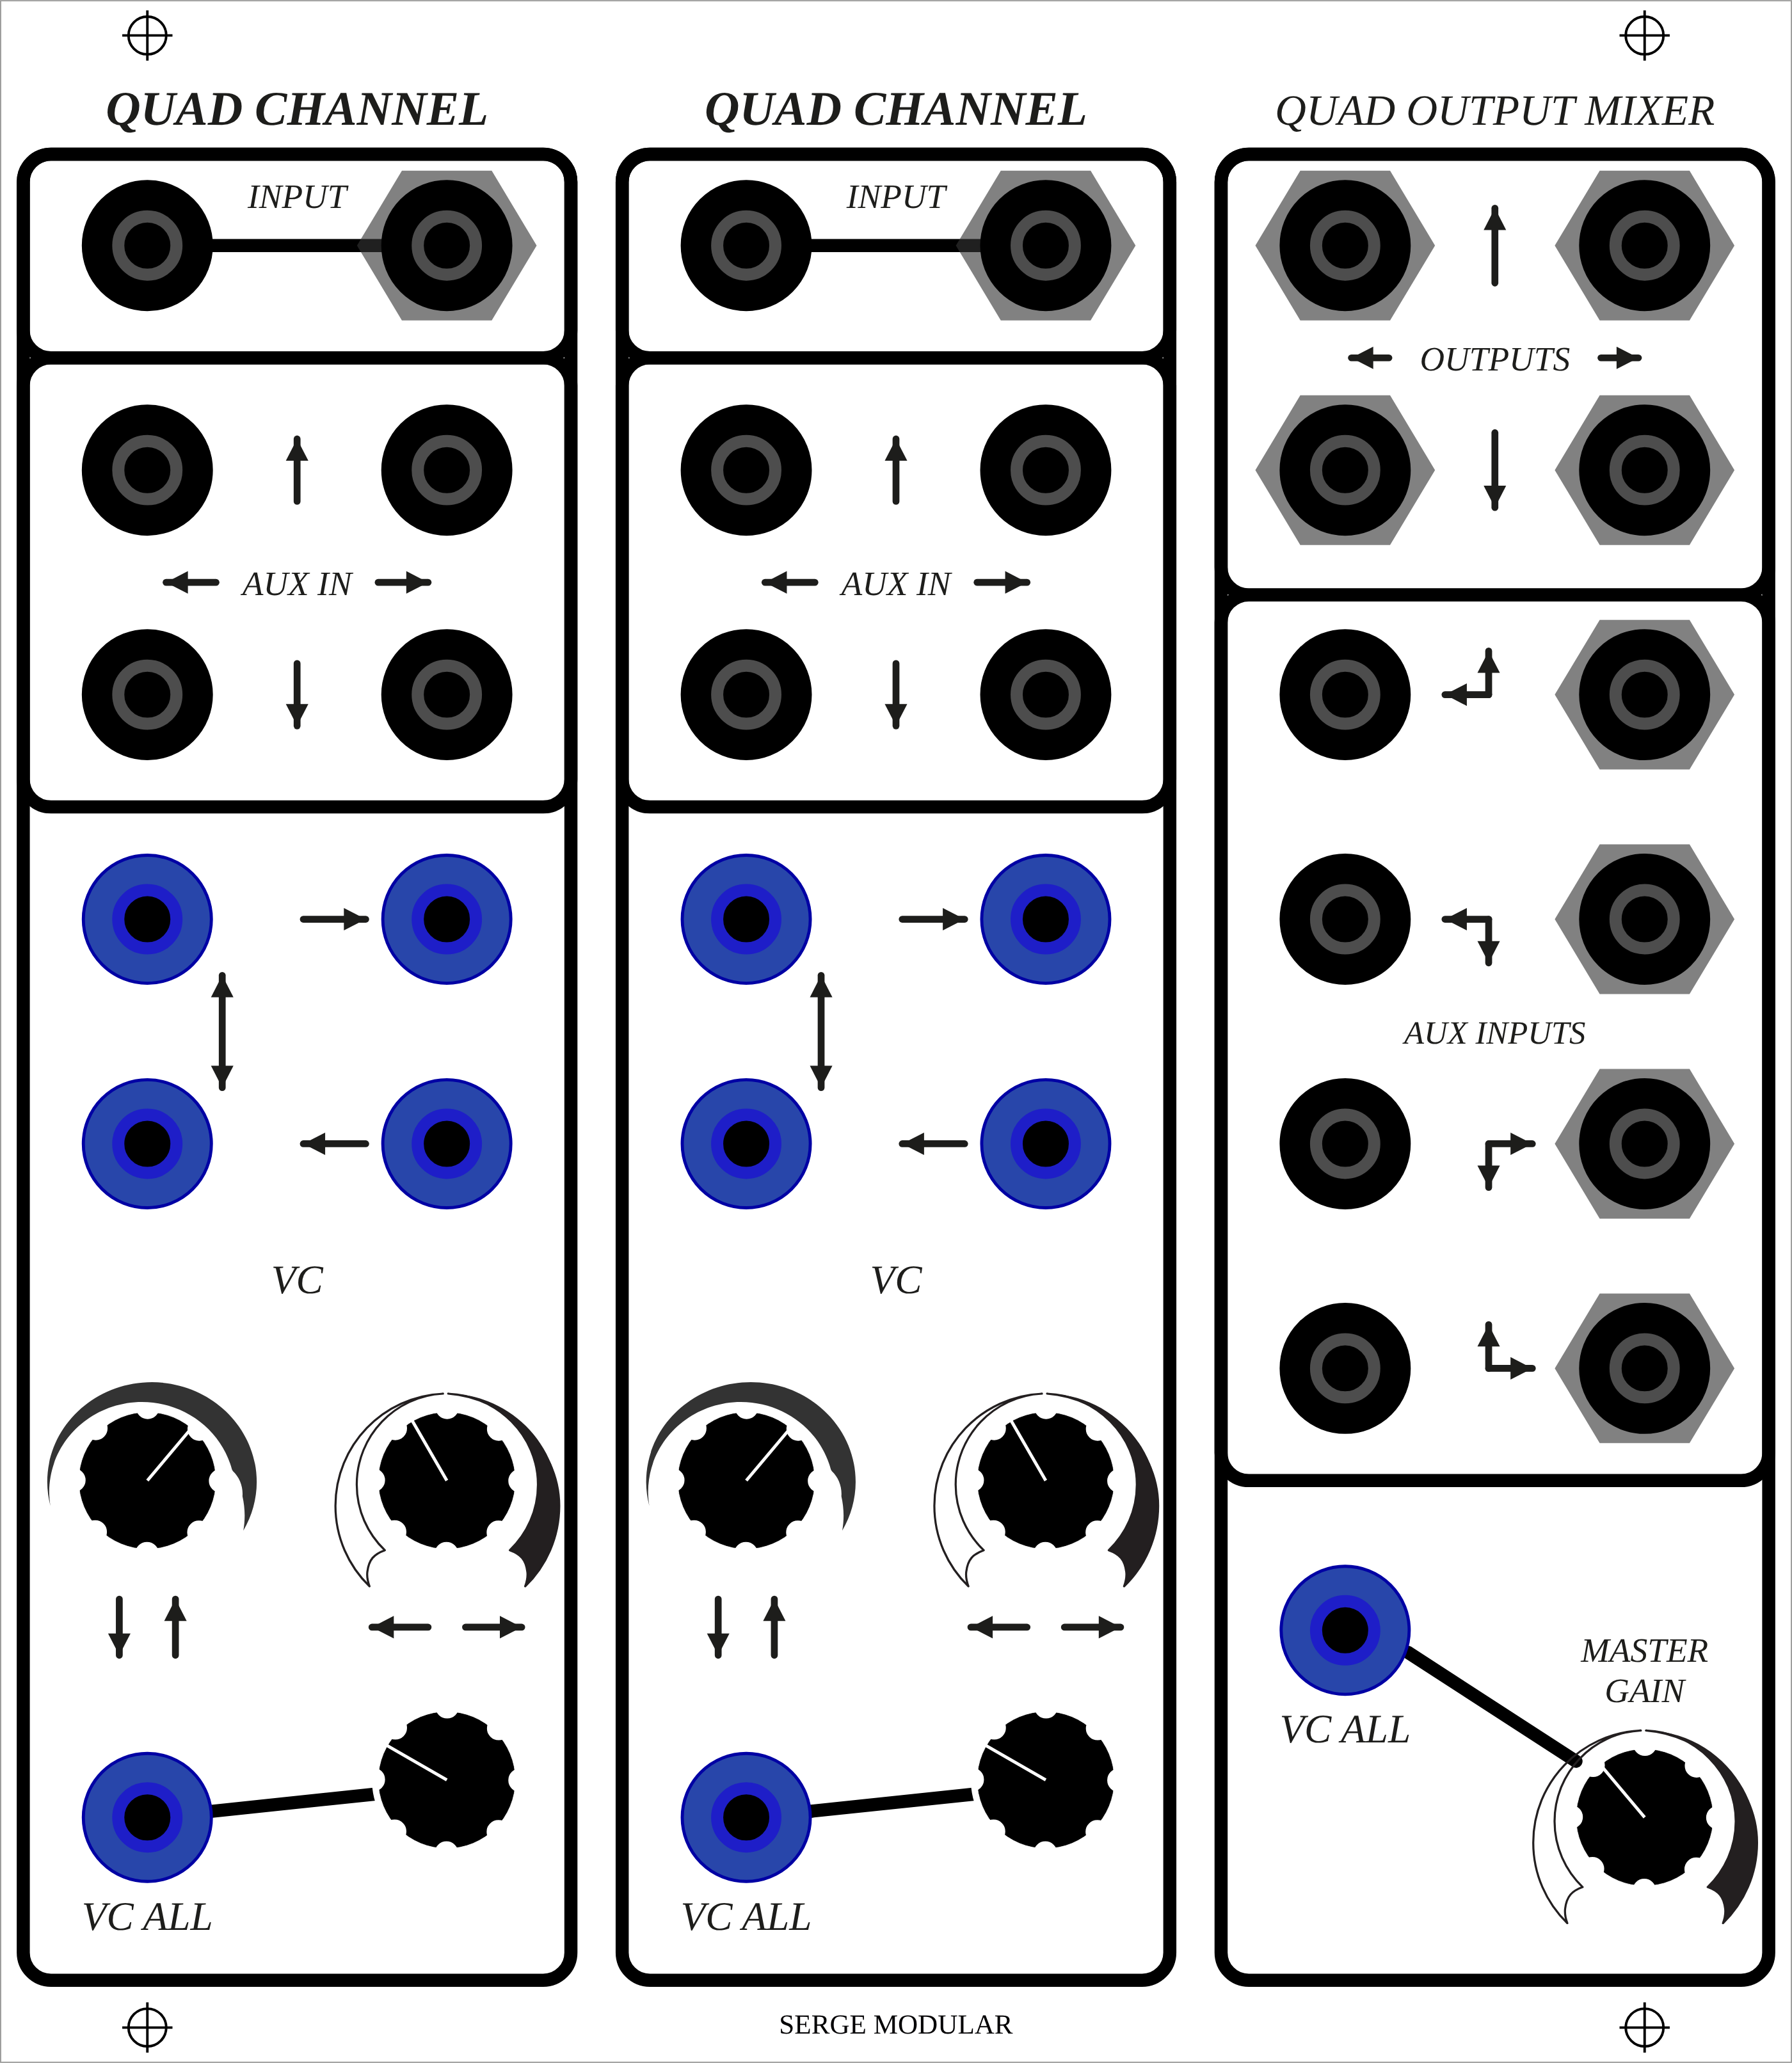 QUAD CHANNEL
QUAD CHANNEL
QUAD OUTPUT MIXER
INPUT
INPUT
OUTPUTS
AUX IN
AUX IN
AUX INPUTS
VC
VC
MASTER
GAIN
VC ALL
VC ALL
VC ALL
SERGE MODULAR